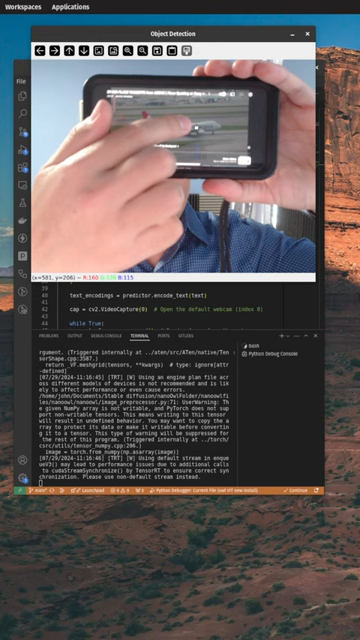 Workspaces Applications
Object Detection
File
(x=581, y=206) ~ R:160 G:135 B:115
39
40 text_encodings = predictor.encode_text(text)
41
42 cap = cv2.VideoCapture(0) # Open the default webcam (index 0)
43
44 while True:
PROBLEMS OUTPUT DEBUG CONSOLE TERMINAL PORTS GITLENS
bash
Python Debug Console
rgument. (Triggered internally at ../aten/src/ATen/native/Ten
sorShape.cpp:3587.)
return _VF.meshgrid(tensors, **kwargs) # type: ignore[attr
-defined]
[07/29/2024-11:16:45] [TRT] [W] Using an engine plan file acr
oss different models of devices is not recommended and is lik
ely to affect performance or even cause errors.
/home/jebo/Documents/Stable diffusion/nanoOwlFolder/nanowlfi
les/nanoowl/nanoowl/image_preprocessor.py:71: UserWarning: Th
e given NumPy array is not writable, and PyTorch does not sup
port non-writable tensors. This means writing to this tensor
will result in undefined behavior. You may want to copy the a
rray to protect its data or make it writable before convertin
g it to a tensor. This type of warning will be suppressed for
the rest of this program. (Triggered internally at ../torch/
csrc/utils/tensor_numpy.cpp:206.)
image = torch.from_numpy(np.asarray(image))
[07/29/2024-11:16:46] [TRT] [W] Using default stream in enque
ueV3() may lead to performance issues due to additional calls
to cudaStreamSynchronize() by TensorRT to ensure correct syn
chronization. Please use non-default stream instead.
main* Launchpad 0 0 Python Debugger: Current File (owl VIT new install) Continue